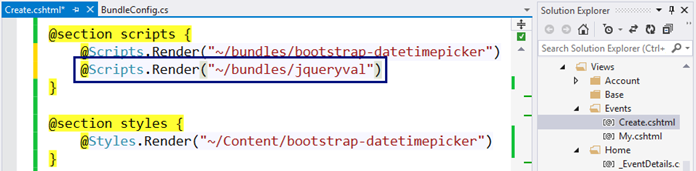 Create.cshtml* BundleConfig.cs
@section scripts {
@Scripts.Render("~/bundles/bootstrap-datetimepicker")
@Scripts.Render("~/bundles/jqueryval")
}
@section styles {
@Styles.Render("~/Content/bootstrap-datetimepicker")
}
Solution Explorer
Search Solution Explorer (Ctrl+;)
Views
Account
Base
Events
Create.cshtml
My.cshtml
Home
_EventDetails.c